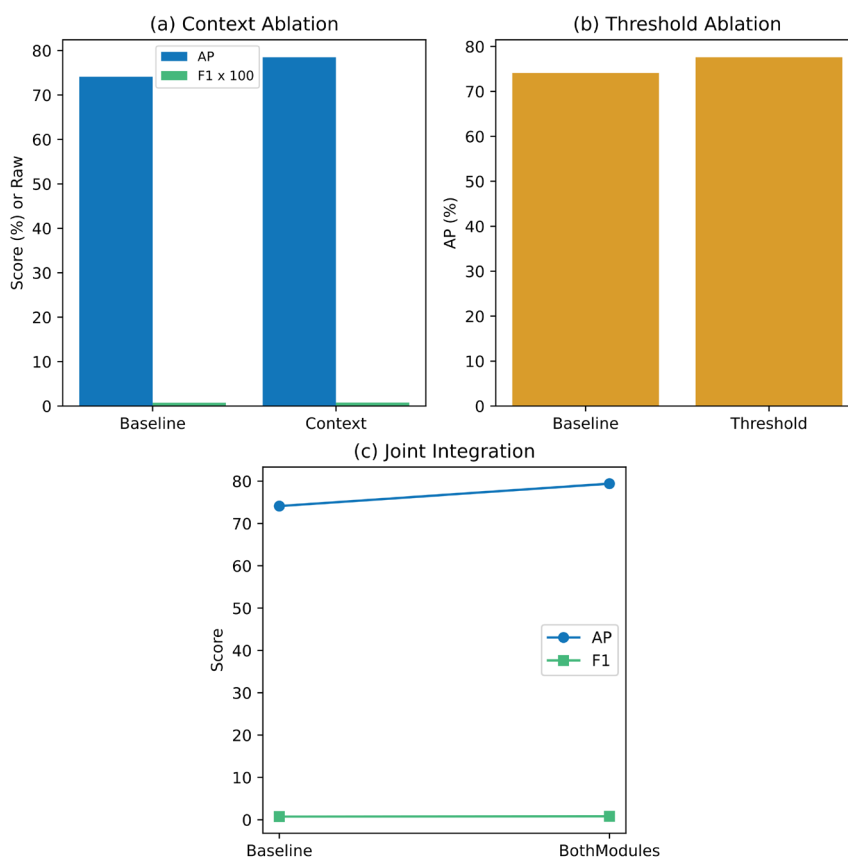 (a) Context Ablation
Score (%) or Raw
80
70
60
50
40
30
20
10
0
AP
F1 x 100
Baseline
Context
(b) Threshold Ablation
AP (%)
80
70
60
50
40
30
20
10
0
Baseline
Threshold
(c) Joint Integration
Score
80
70
60
50
40
30
20
10
0
AP
F1
Baseline
BothModules